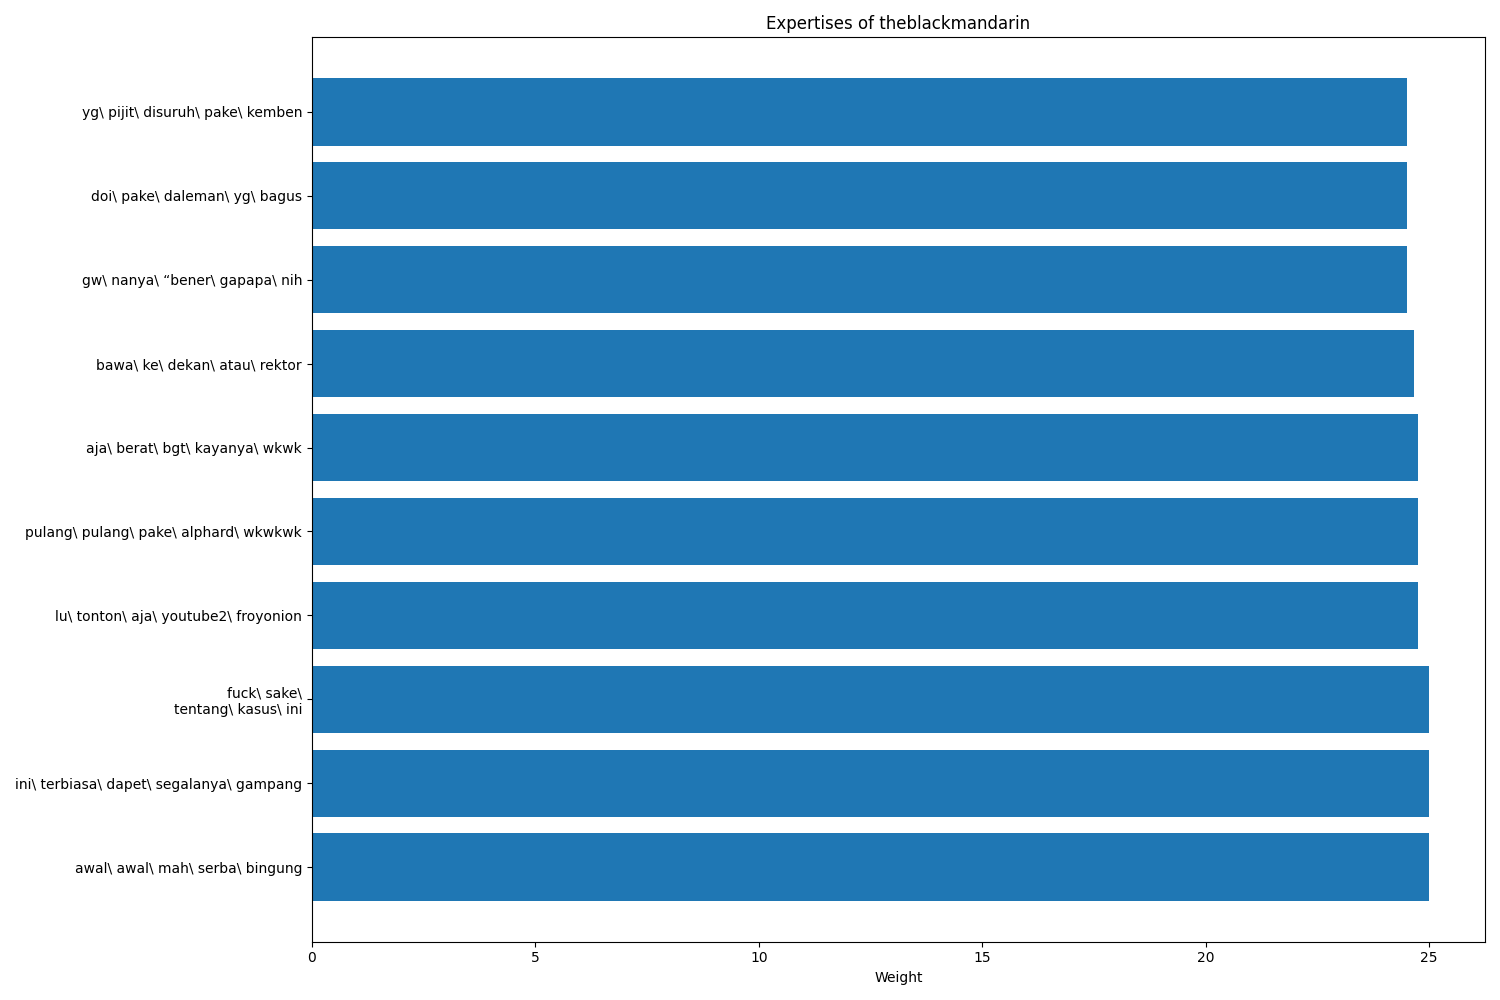 Expertises of theblackmandarin
yg\ pijit\ disuruh\ pake\ kemben
doi\ pake\ daleman\ yg\ bagus
gw\ nanya\ “bener\ gapapa\ nih
bawa\ ke\ dekan\ atau\ rektor
aja\ berat\ bgt\ kayanya\ wkwk
pulang\ pulang\ pake\ alphard\ wkwkwk
lu\ tonton\ aja\ youtube2\ froyonion
fuck\ sake\
tentang\ kasus\ ini
ini\ terbiasa\ dapet\ segalanya\ gampang
awal\ awal\ mah\ serba\ bingung
0 5 10 15 20 25
Weight